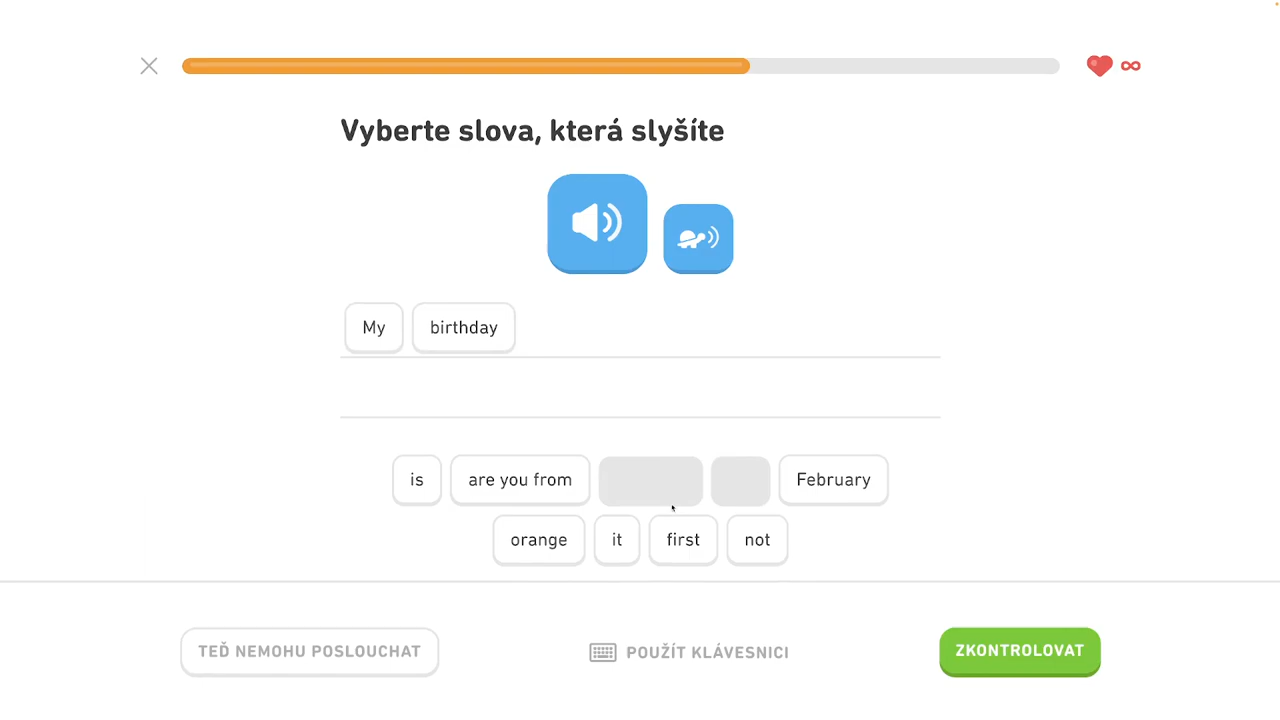 Vyberte slova, která slyšíte
My birthday
is are you from February
orange it first not
TEĎ NEMOHU POSLOUCHAT POUŽÍT KLÁVESNICI ZKONTROLOVAT